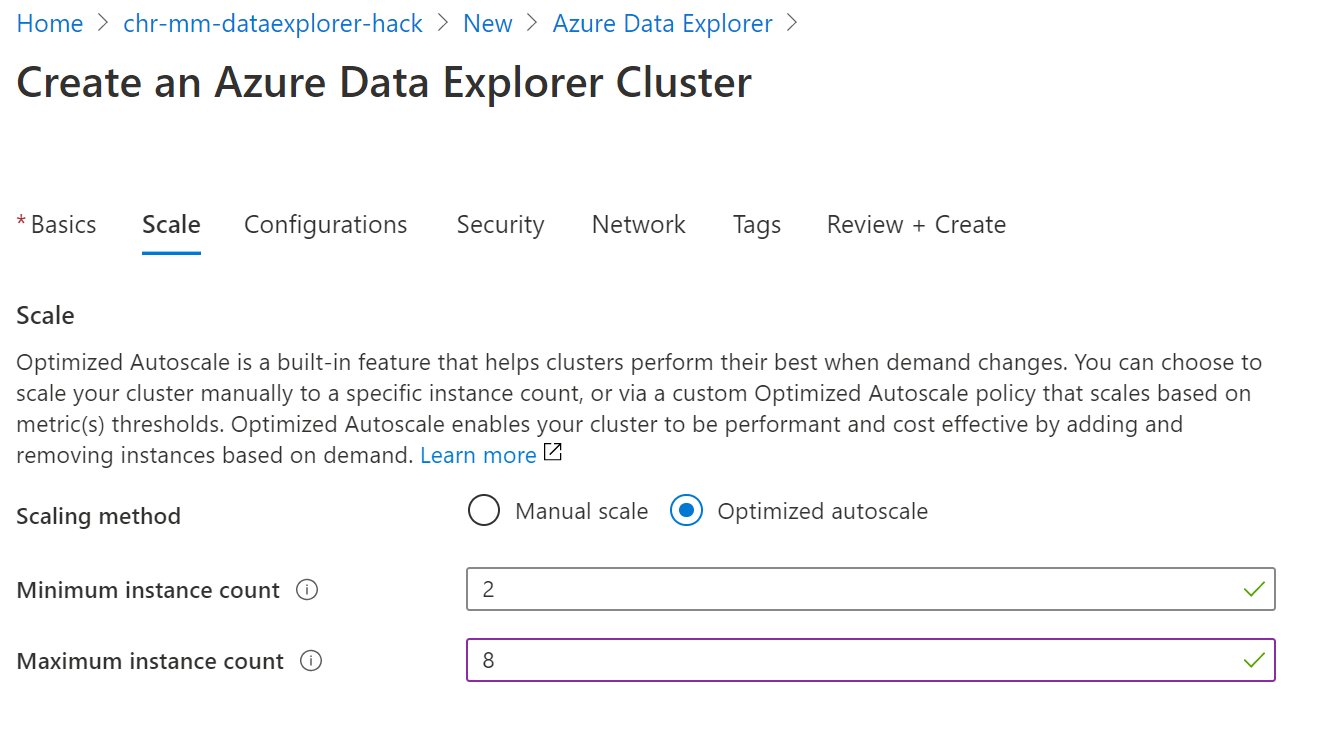 Home > chr-mm-dataexplorer-hack > New > Azure Data Explorer >
Create an Azure Data Explorer Cluster
* Basics Scale Configurations Security Network Tags Review + Create
Scale
Optimized Autoscale is a built-in feature that helps clusters perform their best when demand changes. You can choose to
scale your cluster manually to a specific instance count, or via a custom Optimized Autoscale policy that scales based on
metric(s) thresholds. Optimized Autoscale enables your cluster to be performant and cost effective by adding and
removing instances based on demand. Learn more
Scaling method Manual scale Optimized autoscale
Minimum instance count 2
Maximum instance count 8